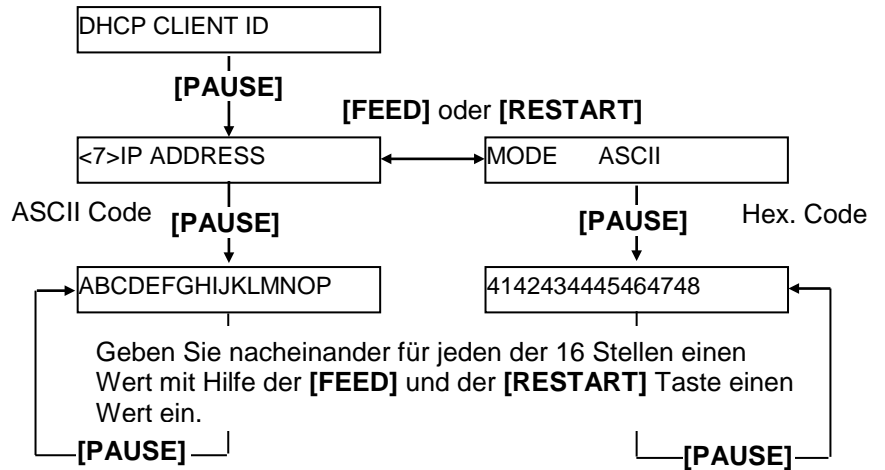 DHCP CLIENT ID
[PAUSE]
[FEED] oder [RESTART]
<7>IP ADDRESS
MODE ASCII
ASCII Code
[PAUSE]
[PAUSE]
Hex. Code
ABCDEFGHIJKLMNOP
4142434445464748
Geben Sie nacheinander für jeden der 16 Stellen einen
Wert mit Hilfe der [FEED] und der [RESTART] Taste einen
Wert ein.
[PAUSE]
[PAUSE]